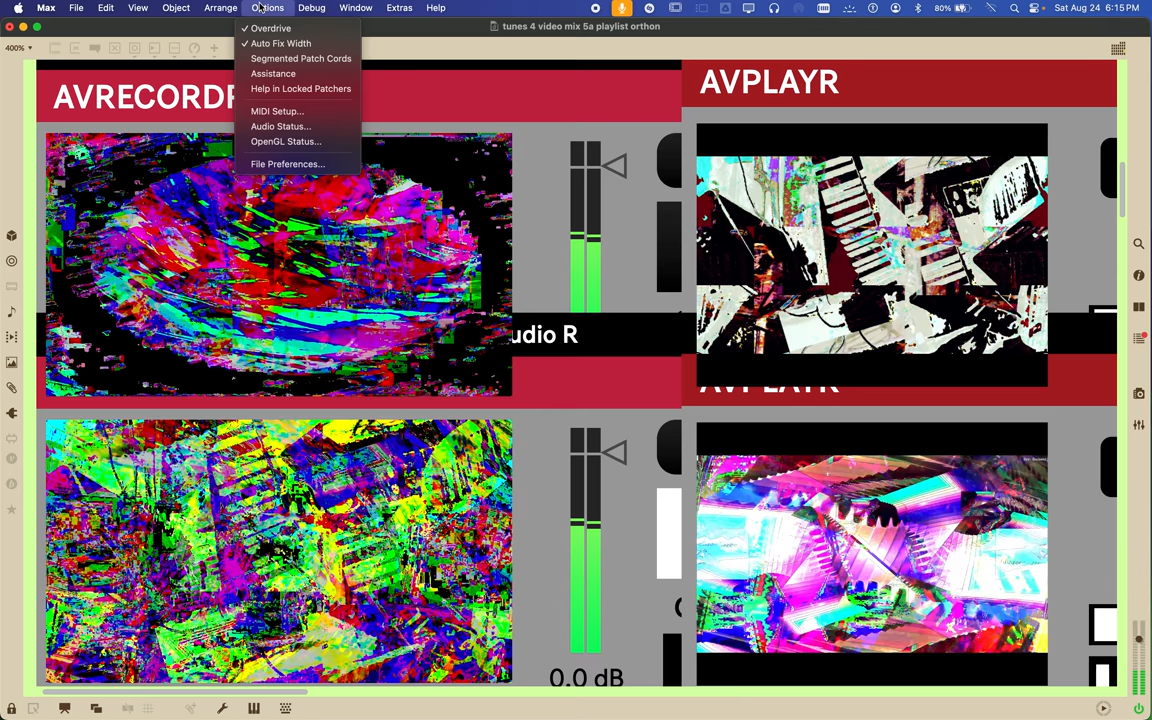 Max File Edit View Object Arrange Options Debug Window Extras Help
80% Sat Aug 24 6:15 PM
tunes 4 video mix 5a playlist orthon
400%
✓ Overdrive
✓ Auto Fix Width
Segmented Patch Cords
Assistance
Help in Locked Patchers
MIDI Setup...
Audio Status...
OpenGL Status...
File Preferences...
AVRECORDR
AVPLAYR
udio R
AVPLAYR
0.0 dB